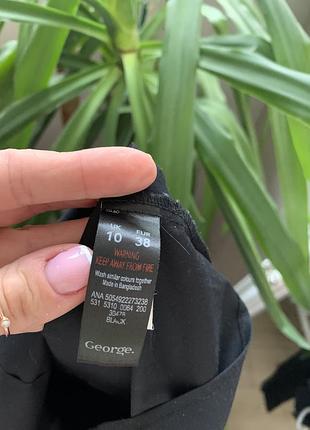 UK EUR
10 38
WARNING
KEEP AWAY FROM FIRE
Wash similar colours together
Made in Bangladesh
ANA 5054922273238
531 5310 0064 200
BLACK
George.